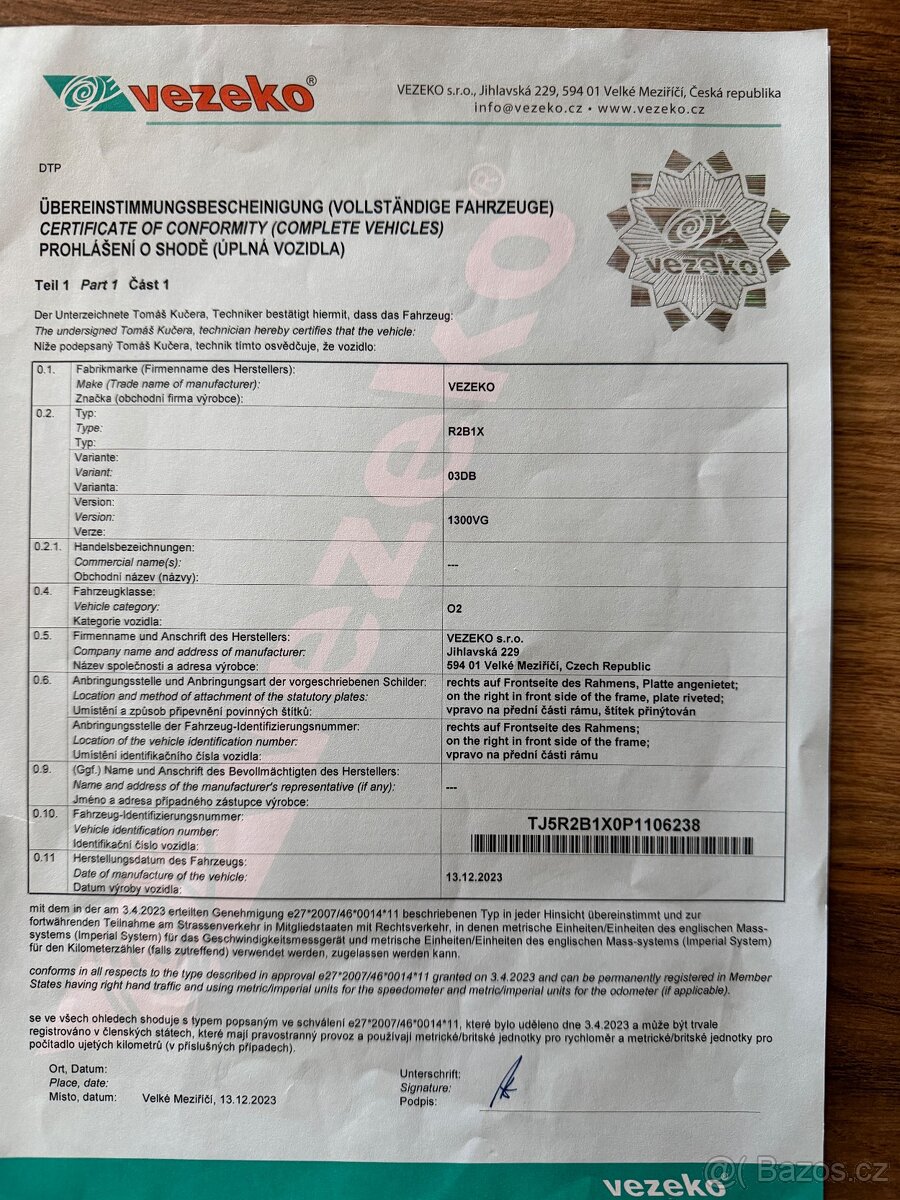 vezeko®
VEZEKO s.r.o., Jihlavská 229, 594 01 Velké Meziříčí, Česká republika
info@vezeko.cz • www.vezeko.cz
DTP
ÜBEREINSTIMMUNGSBESCHEINIGUNG (VOLLSTÄNDIGE FAHRZEUGE)
CERTIFICATE OF CONFORMITY (COMPLETE VEHICLES)
PROHLÁŠENÍ O SHODĚ (ÚPLNÁ VOZIDLA)
vezeko
Teil 1 Part 1 Část 1
Der Unterzeichnete Tomáš Kučera, Techniker bestätigt hiermit, dass das Fahrzeug:
The undersigned Tomáš Kučera, technician hereby certifies that the vehicle:
Níže podepsaný Tomáš Kučera, technik tímto osvědčuje, že vozidlo:
0.1. Fabrikmarke (Firmenname des Herstellers):
Make (Trade name of manufacturer):
Značka (obchodní firma výrobce):
VEZEKO
0.2. Typ:
Type:
Typ:
R2B1X
Variante:
Variant:
Varianta:
03DB
Version:
Version:
Verze:
1300VG
0.2.1. Handelsbezeichnungen:
Commercial name(s):
Obchodní název (názvy):
---
0.4. Fahrzeugklasse:
Vehicle category:
Kategorie vozidla:
O2
0.5. Firmenname und Anschrift des Herstellers:
Company name and address of manufacturer:
Název společnosti a adresa výrobce:
VEZEKO s.r.o.
Jihlavská 229
594 01 Velké Meziříčí, Czech Republic
0.6. Anbringungsstelle und Anbringungsart der vorgeschriebenen Schilder:
Location and method of attachment of the statutory plates:
Umístění a způsob připevnění povinných štítků:
rechts auf Frontseite des Rahmens, Platte angenietet;
on the right in front side of the frame, plate riveted;
vpravo na přední části rámu, štítek přinýtován
Anbringungsstelle der Fahrzeug-Identifizierungsnummer:
Location of the vehicle identification number:
Umístění identifikačního čísla vozidla:
rechts auf Frontseite des Rahmens;
on the right in front side of the frame;
vpravo na přední části rámu
0.9. (Ggf.) Name und Anschrift des Bevollmächtigten des Herstellers:
Name and address of the manufacturer's representative (if any):
Jméno a adresa případného zástupce výrobce:
---
0.10. Fahrzeug-Identifizierungsnummer:
Vehicle identification number:
Identifikační číslo vozidla:
TJ5R2B1X0P1106238
0.11 Herstellungsdatum des Fahrzeugs:
Date of manufacture of the vehicle:
Datum výroby vozidla:
13.12.2023
mit dem in der am 3.4.2023 erteilten Genehmigung e27*2007/46*0014*11 beschriebenen Typ in jeder Hinsicht übereinstimmt und zur
fortwährenden Teilnahme am Strassenverkehr in Mitgliedstaaten mit Rechtsverkehr, in denen metrische Einheiten/Einheiten des englischen Mass-
systems (Imperial System) für das Geschwindigkeitsmessgerät und metrische Einheiten/Einheiten des englischen Mass-systems (Imperial System)
für den Kilometerzähler (falls zutreffend) verwendet werden, zugelassen werden kann.
conforms in all respects to the type described in approval e27*2007/46*0014*11 granted on 3.4.2023 and can be permanently registered in Member
States having right hand traffic and using metric/imperial units for the speedometer and metric/imperial units for the odometer (if applicable).
se ve všech ohledech shoduje s typem popsaným ve schválení e27*2007/46*0014*11, které bylo uděleno dne 3.4.2023 a může být trvale
registrováno v členských státech, které mají pravostranný provoz a používají metrické/britské jednotky pro rychloměr a metrické/britské jednotky pro
počítadlo ujetých kilometrů (v příslušných případech).
Ort, Datum:
Place, date:
Místo, datum: Velké Meziříčí, 13.12.2023
Unterschrift:
Signature:
Podpis:
vezeko®
Bazos.cz